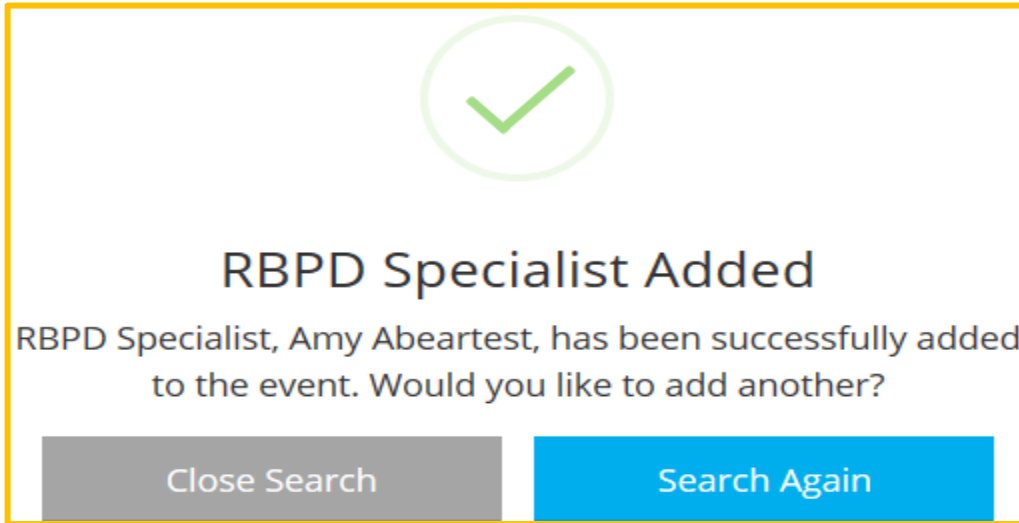 RBPD Specialist Added
RBPD Specialist, Amy Abeartest, has been successfully added
to the event. Would you like to add another?
Close Search
Search Again